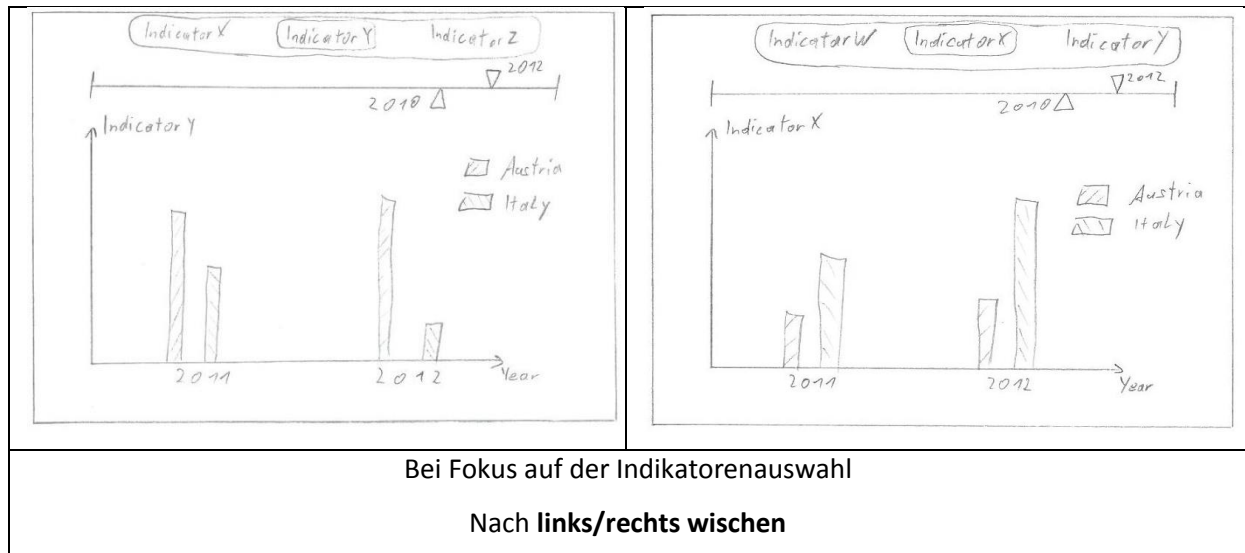 Indicator X Indicator Y Indicator Z
2012
2010
Indicator Y
Austria
Italy
2011 2012 Year
Indicator W Indicator X Indicator Y
2012
2010
Indicator X
Austria
Italy
2011 2012 Year
Bei Fokus auf der Indikatorenauswahl
Nach links/rechts wischen